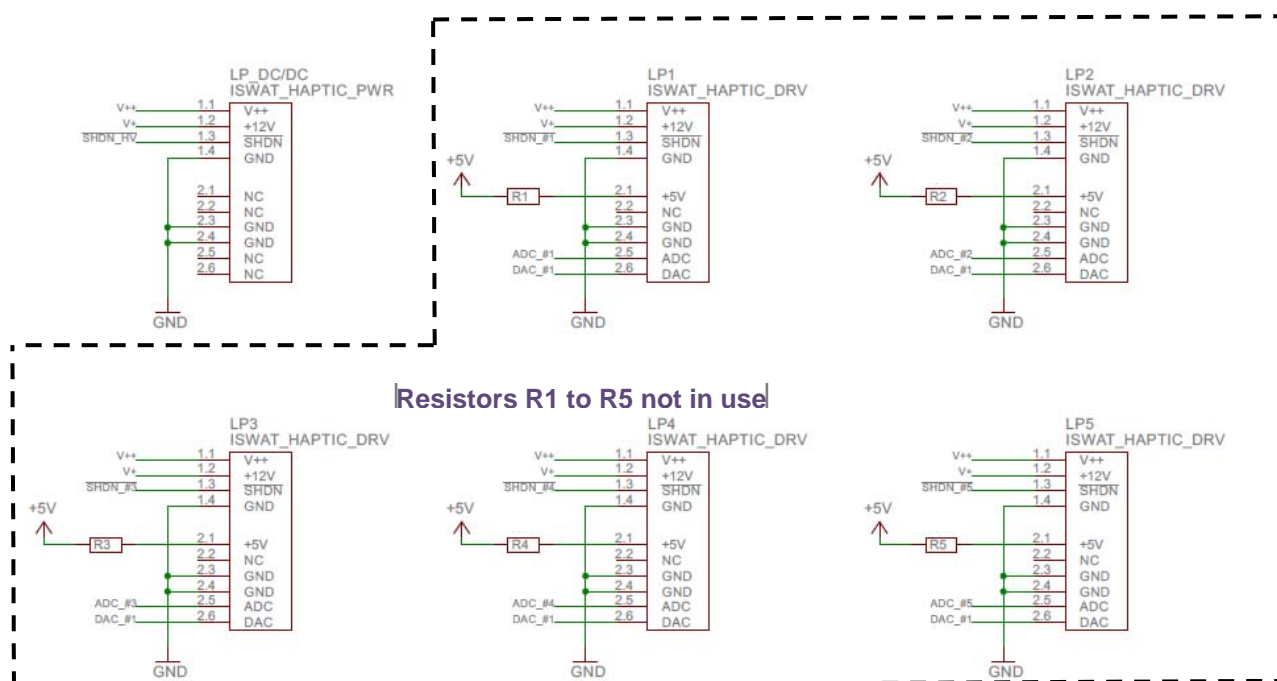 LP_DC/DC
ISWAT_HAPTIC_PWR
V++ 1.1 V++
V+ 1.2 +12V
SHDN_HV 1.3 SHDN
1.4 GND
2.1 NC
2.2 NC
2.3 GND
2.4 GND
2.5 NC
2.6 NC
GND
LP1
ISWAT_HAPTIC_DRV
V++ 1.1 V++
V+ 1.2 +12V
SHDN_#1 1.3 SHDN
1.4 GND
+5V
R1 2.1 +5V
2.2 NC
2.3 GND
2.4 GND
ADC_#1 2.5 ADC
DAC_#1 2.6 DAC
GND
LP2
ISWAT_HAPTIC_DRV
V++ 1.1 V++
V+ 1.2 +12V
SHDN_#2 1.3 SHDN
1.4 GND
+5V
R2 2.1 +5V
2.2 NC
2.3 GND
2.4 GND
ADC_#2 2.5 ADC
DAC_#1 2.6 DAC
GND
Resistors R1 to R5 not in use
LP3
ISWAT_HAPTIC_DRV
V++ 1.1 V++
V+ 1.2 +12V
SHDN_#3 1.3 SHDN
1.4 GND
+5V
R3 2.1 +5V
2.2 NC
2.3 GND
2.4 GND
ADC_#3 2.5 ADC
DAC_#1 2.6 DAC
GND
LP4
ISWAT_HAPTIC_DRV
V++ 1.1 V++
V+ 1.2 +12V
SHDN_#4 1.3 SHDN
1.4 GND
+5V
R4 2.1 +5V
2.2 NC
2.3 GND
2.4 GND
ADC_#4 2.5 ADC
DAC_#1 2.6 DAC
GND
LP5
ISWAT_HAPTIC_DRV
V++ 1.1 V++
V+ 1.2 +12V
SHDN_#5 1.3 SHDN
1.4 GND
+5V
R5 2.1 +5V
2.2 NC
2.3 GND
2.4 GND
ADC_#5 2.5 ADC
DAC_#1 2.6 DAC
GND